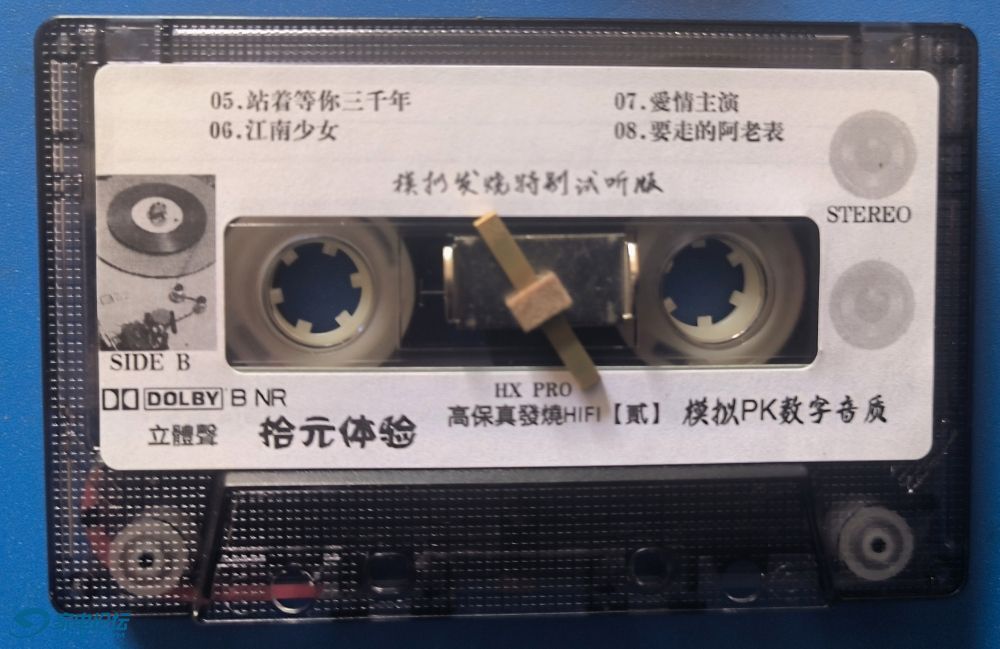 05.站着等你三千年
07.愛情主演
06.江南少女
08.要走的阿老表
模拟发烧特别试听版
STEREO
SIDE B
DOLBY B NR
HX PRO
高保真發燒HIFI【貳】
模拟PK数字音质
立體聲
拾元体验